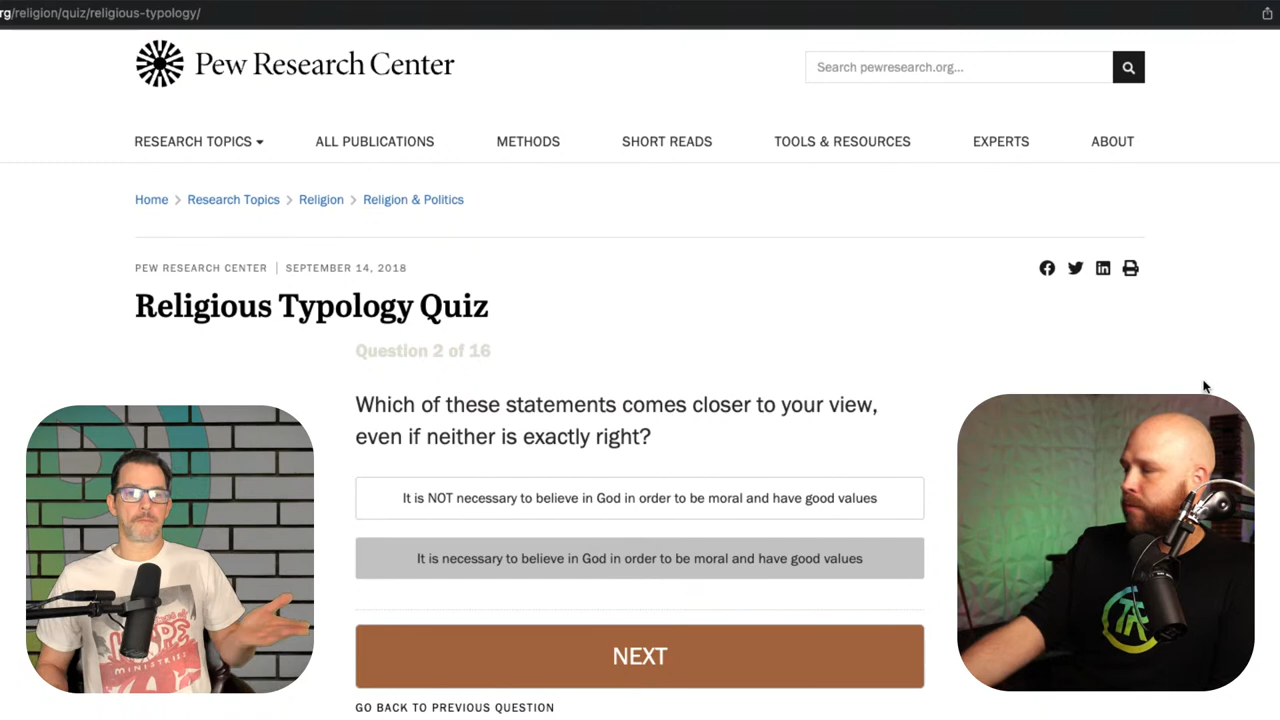 rg/religion/quiz/religious-typology/
Pew Research Center
Search pewresearch.org...
RESEARCH TOPICS
ALL PUBLICATIONS
METHODS
SHORT READS
TOOLS & RESOURCES
EXPERTS
ABOUT
Home
Research Topics
Religion
Religion & Politics
PEW RESEARCH CENTER
SEPTEMBER 14, 2018
Religious Typology Quiz
Question 2 of 16
Which of these statements comes closer to your view,
even if neither is exactly right?
It is NOT necessary to believe in God in order to be moral and have good values
It is necessary to believe in God in order to be moral and have good values
NEXT
GO BACK TO PREVIOUS QUESTION
MINISTRIES